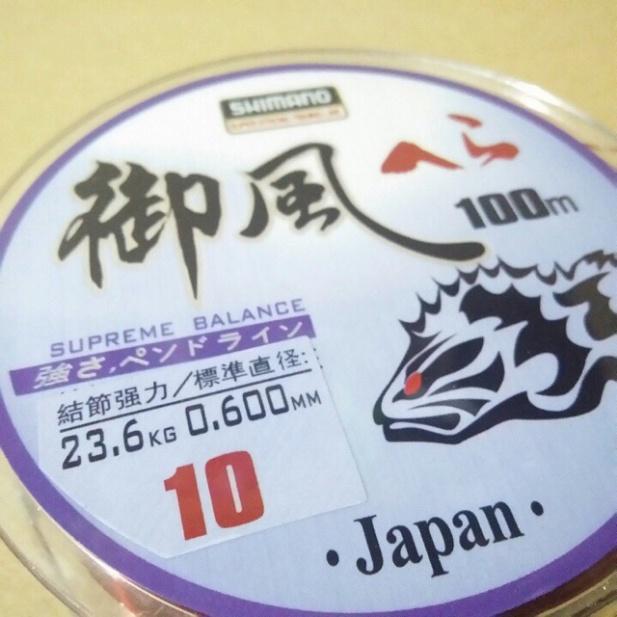 SHIMANO
御風 へら
100m
SUPREME BALANCE
強さ,ペンドライン
結節强力/標準直径:
23.6KG 0.600MM
10
·Japan·